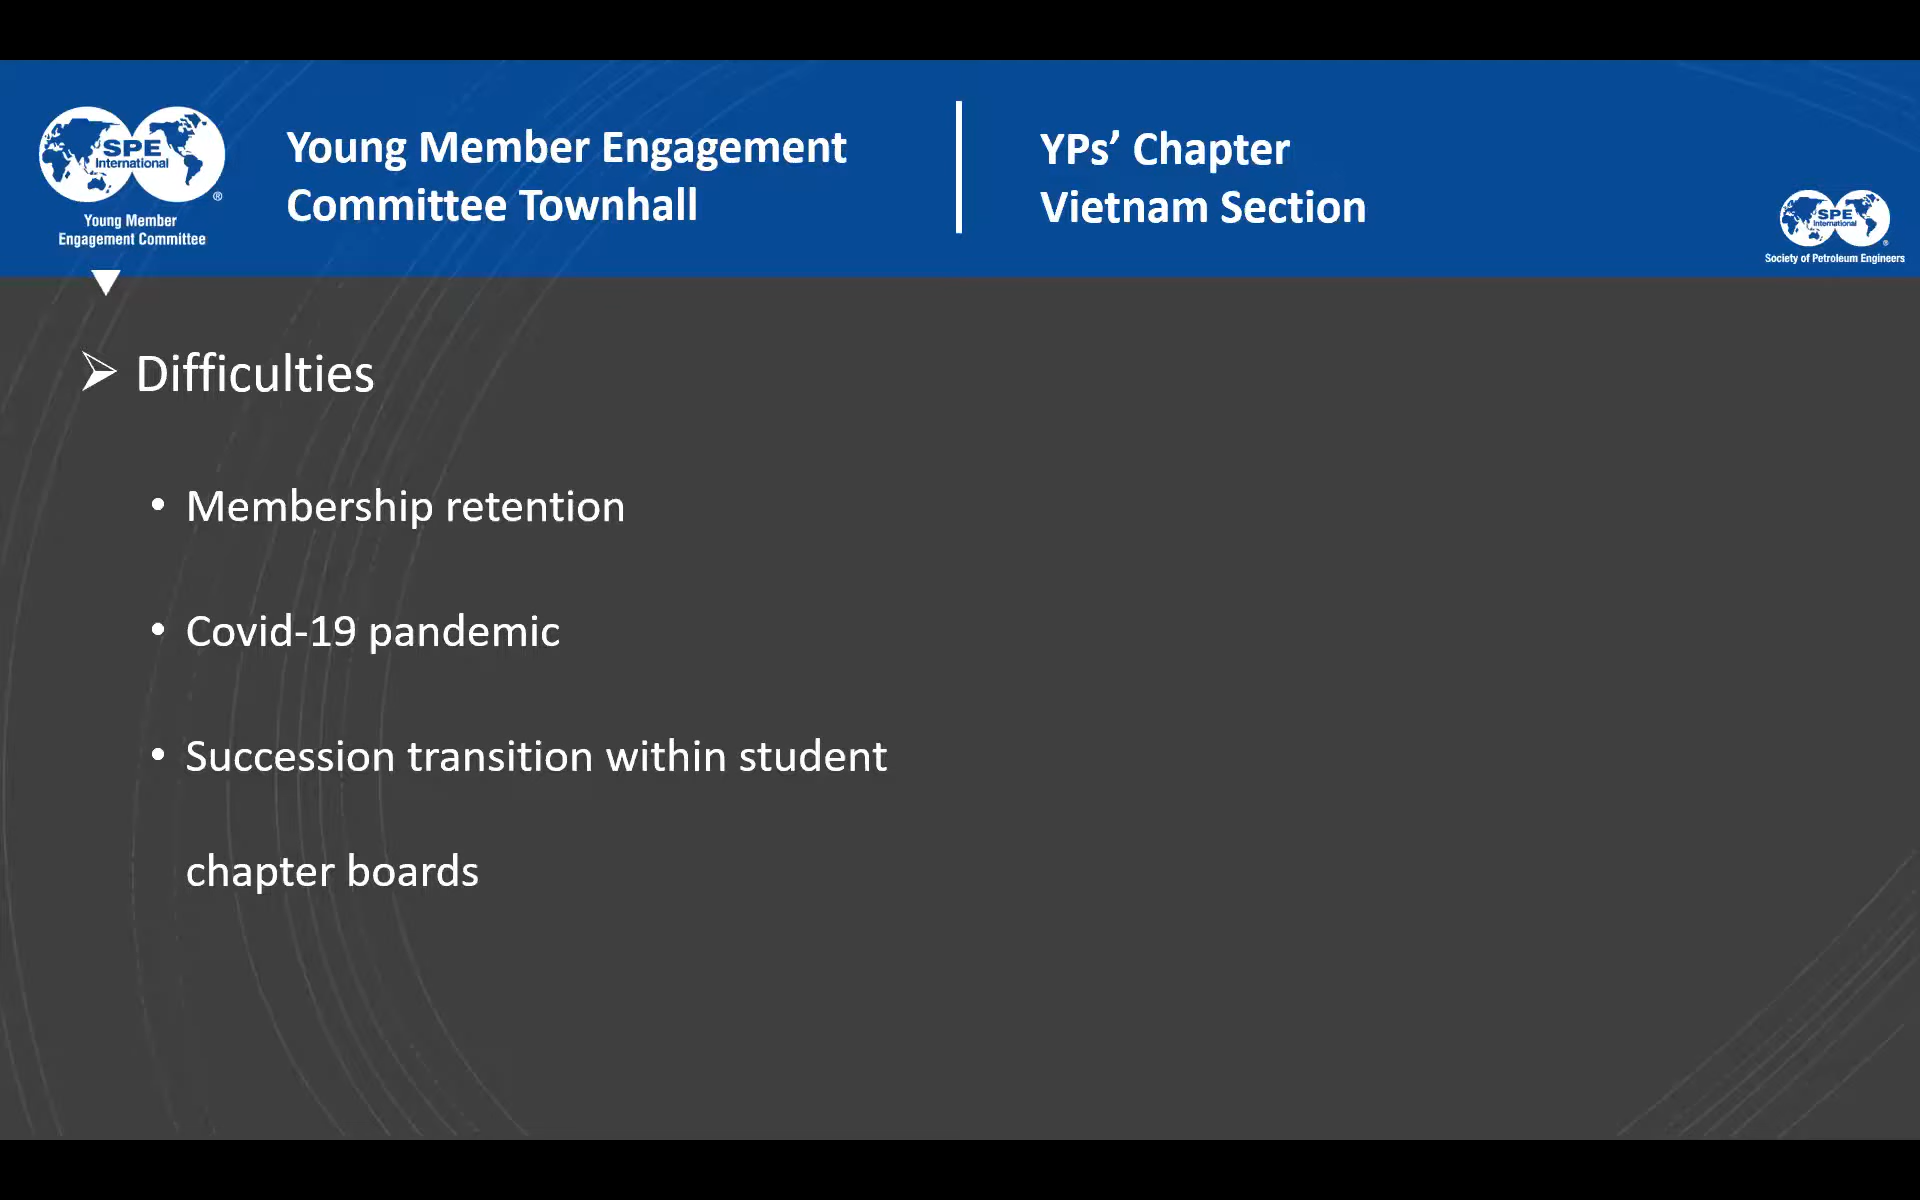 SPE
International
®
Young Member
Engagement Committee
Young Member Engagement
Committee Townhall
YPs’ Chapter
Vietnam Section
SPE
International
®
Society of Petroleum Engineers
➢ Difficulties
• Membership retention
• Covid-19 pandemic
• Succession transition within student
chapter boards